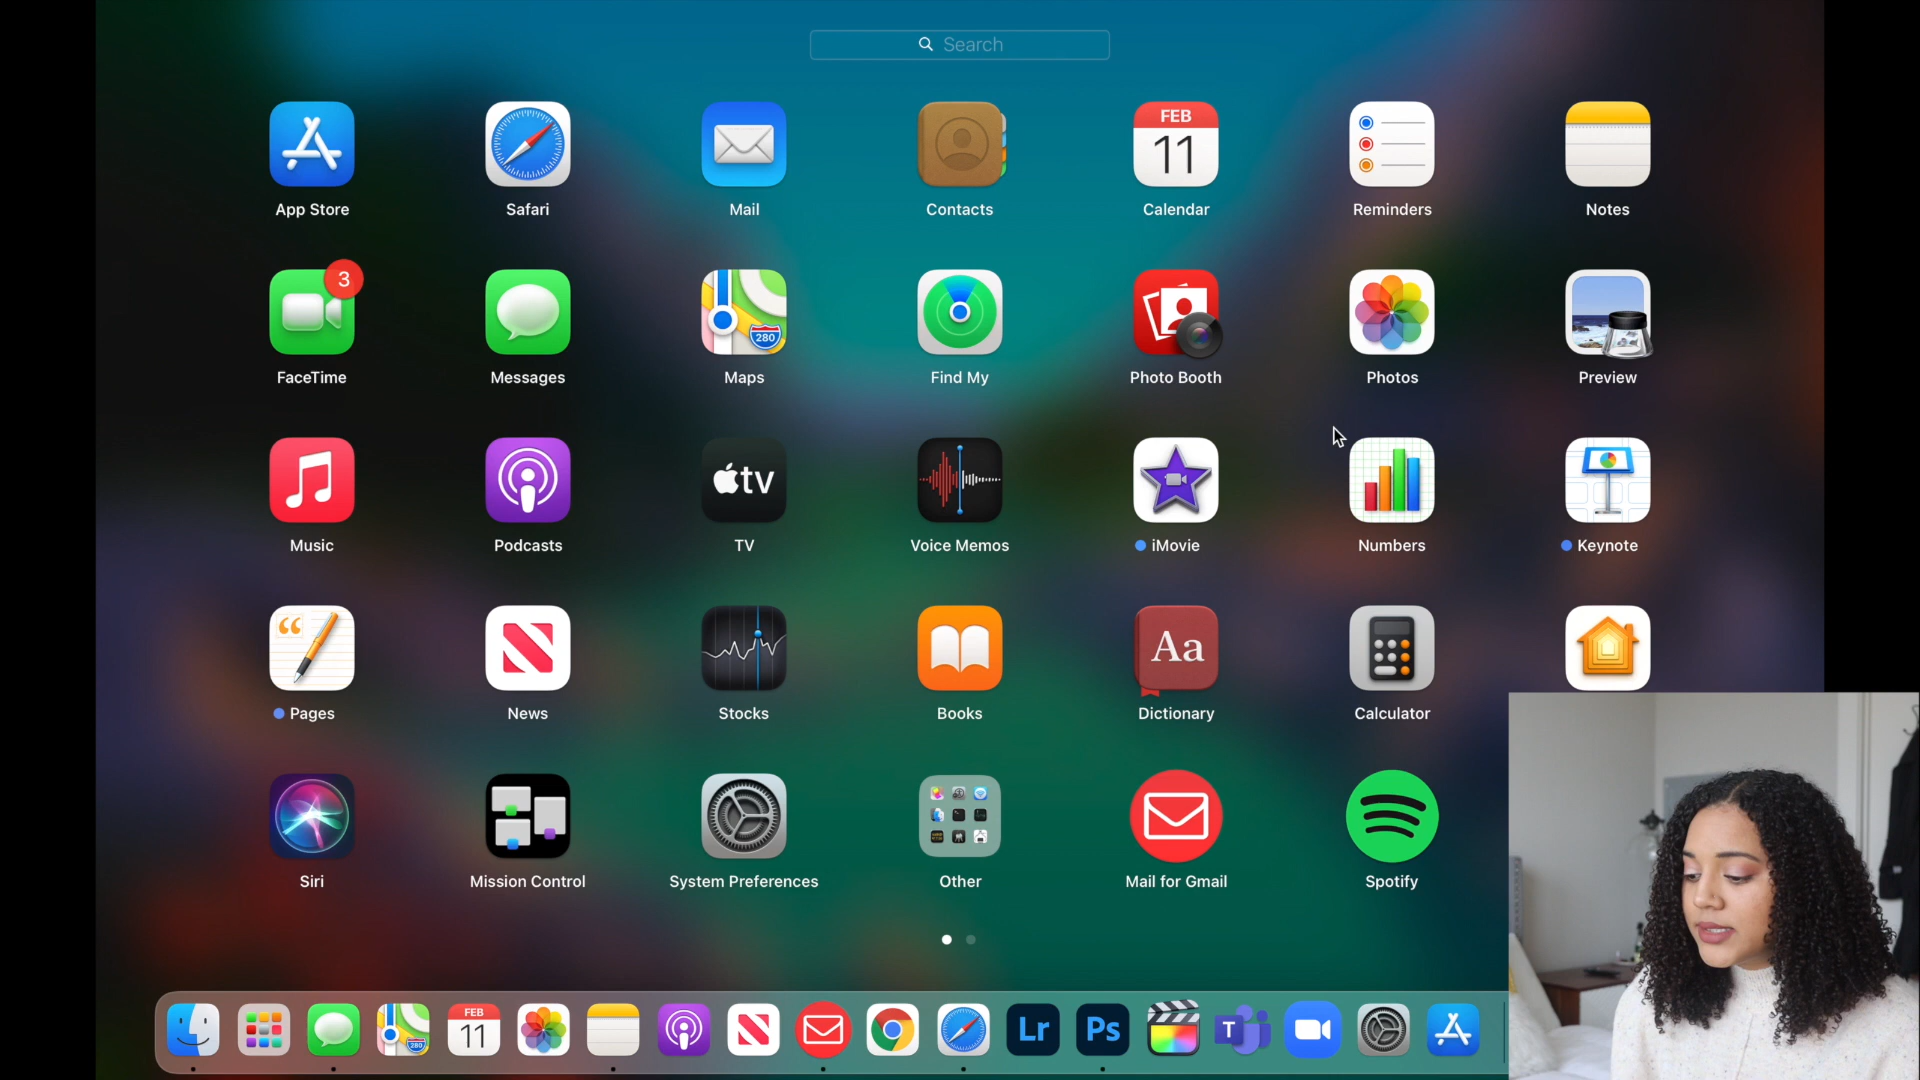 Search
App Store
Safari
Mail
Contacts
FEB
11
Calendar
Reminders
Notes
3
FaceTime
Messages
280
Maps
Find My
Photo Booth
Photos
Preview
Music
Podcasts
tv
TV
Voice Memos
iMovie
Numbers
Keynote
Pages
News
Stocks
Books
Aa
Dictionary
Calculator
Siri
Mission Control
System Preferences
Other
Mail for Gmail
Spotify
280
FEB
11
Lr
Ps
T